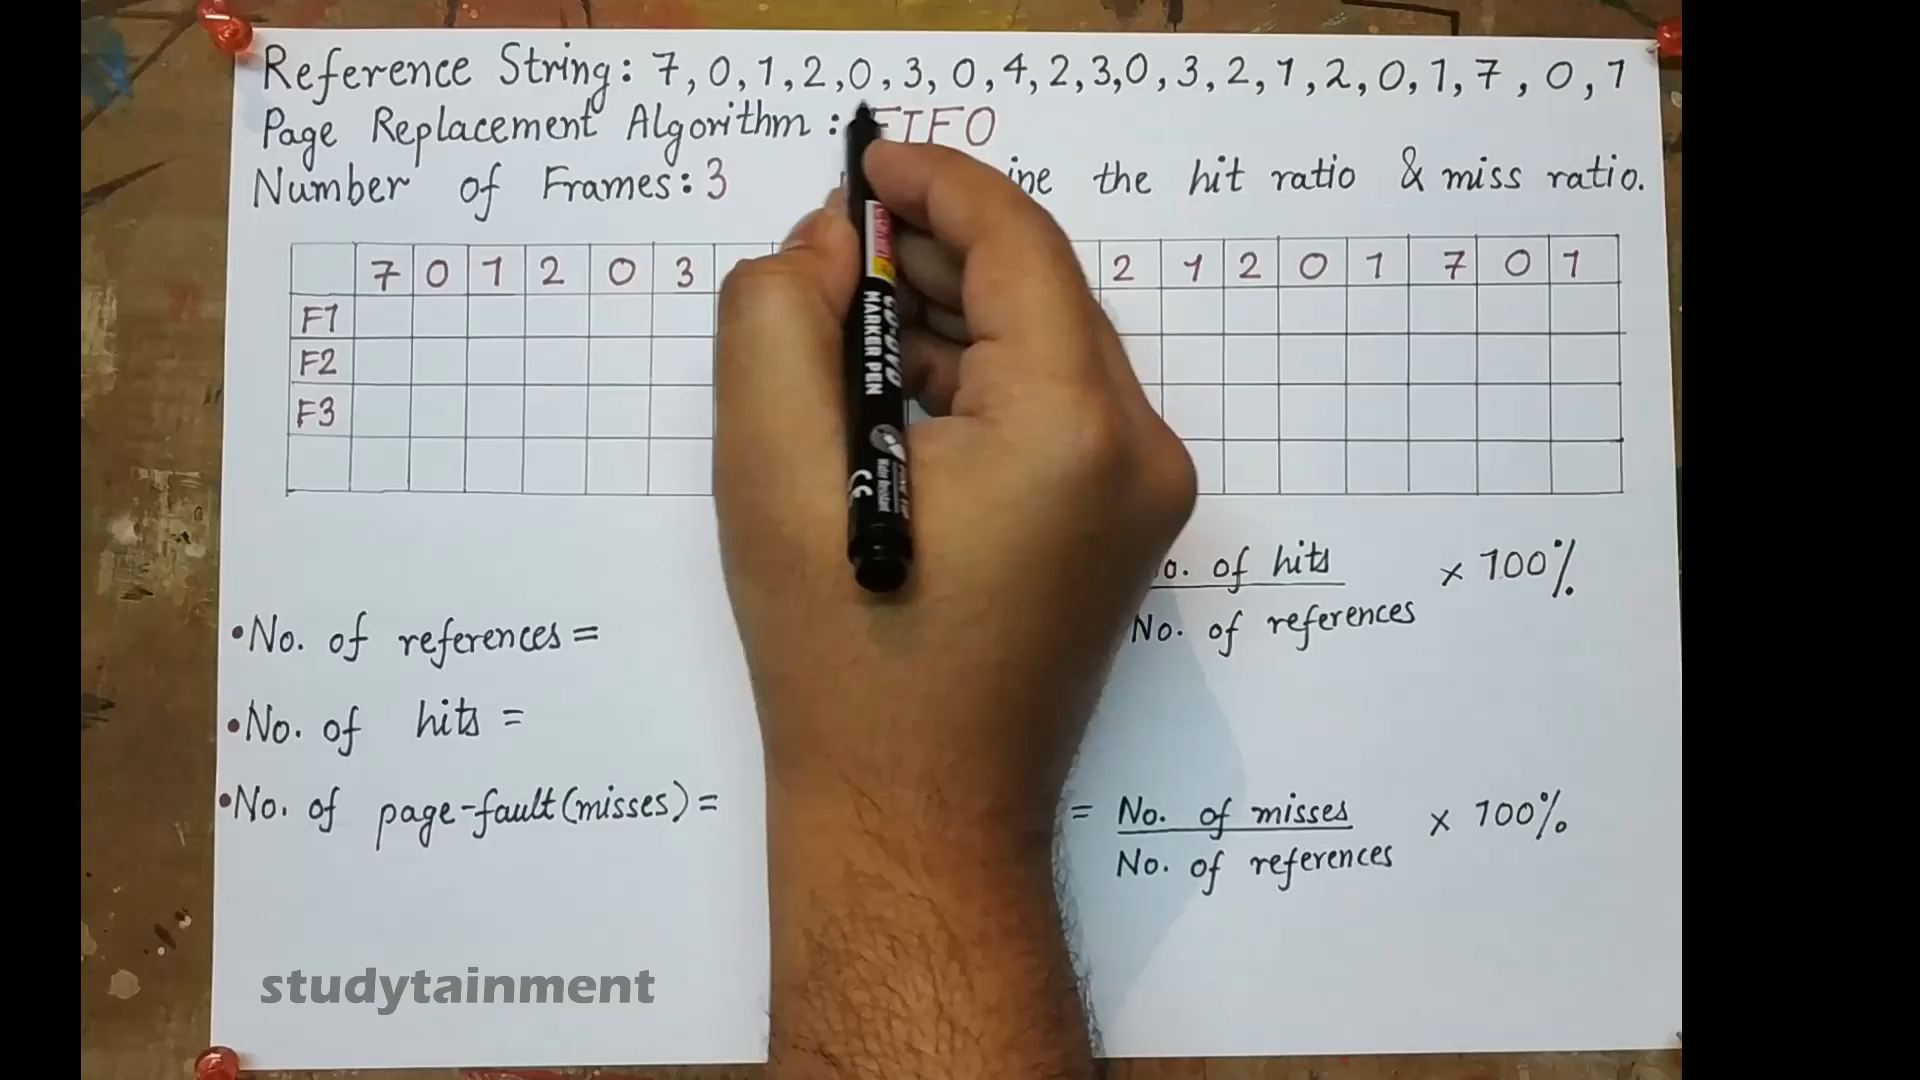 Reference String: 7, 0, 1, 2, 0, 3, 0, 4, 2, 3, 0, 3, 2, 1, 2, 0, 1, 7, 0, 1
Page Replacement Algorithm: FIFO
Number of Frames: 3 the hit ratio & miss ratio.
7 0 1 2 0 3 2 1 2 0 1 7 0 1
F1
F2
F3
of hits × 100%
No. of references
• No. of references =
• No. of hits =
• No. of page-fault (misses) =
= No. of misses × 100%
No. of references
studytainment
MARKER PEN
CE